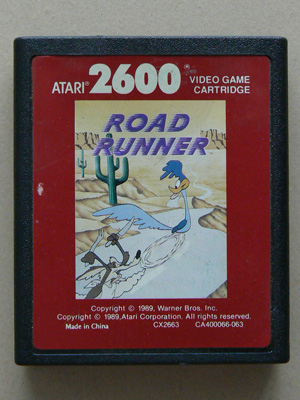 ATARI® 2600™ VIDEO GAME
CARTRIDGE
ROAD
RUNNER
Copyright © 1989, Warner Bros. Inc.
Copyright © 1989,Atari Corporation. All rights reserved.
Made in China CX2663 CA400066-063